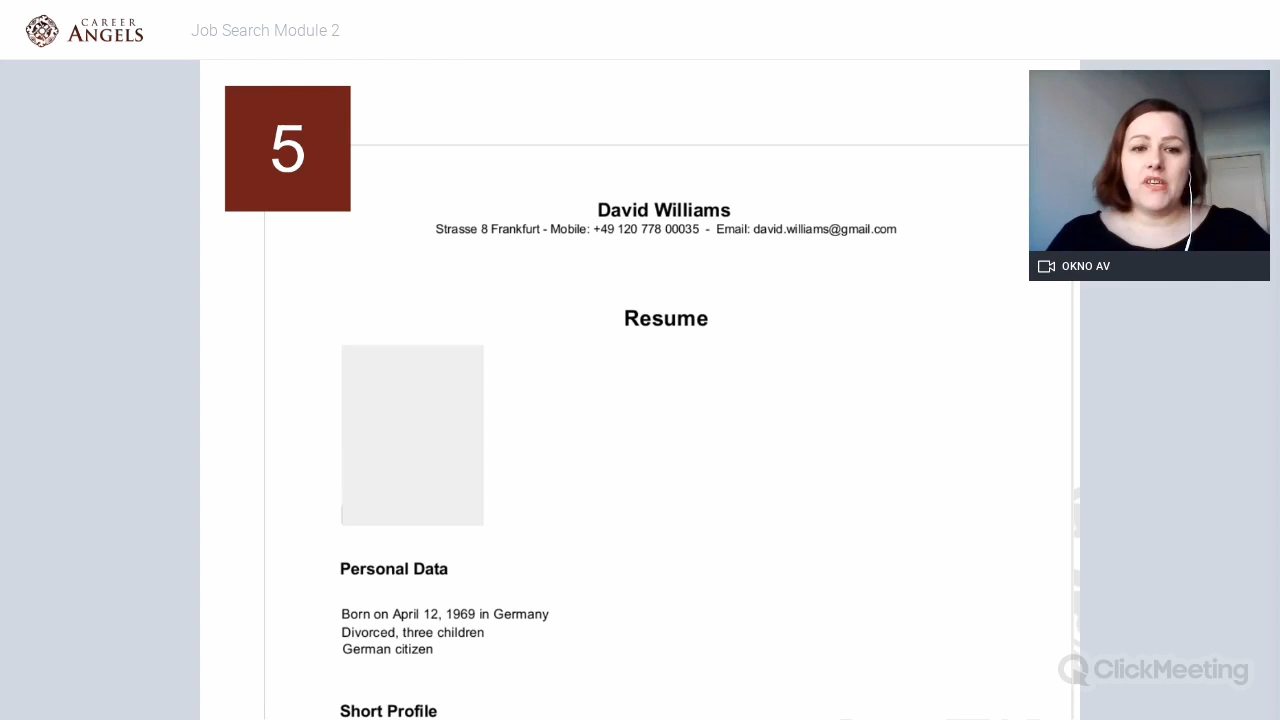 CAREER
ANGELS
Job Search Module 2
5
David Williams
Strasse 8 Frankfurt - Mobile: +49 120 778 00035 - Email: david.williams@gmail.com
OKNO AV
Resume
Personal Data
Born on April 12, 1969 in Germany
Divorced, three children
German citizen
ClickMeeting
Short Profile